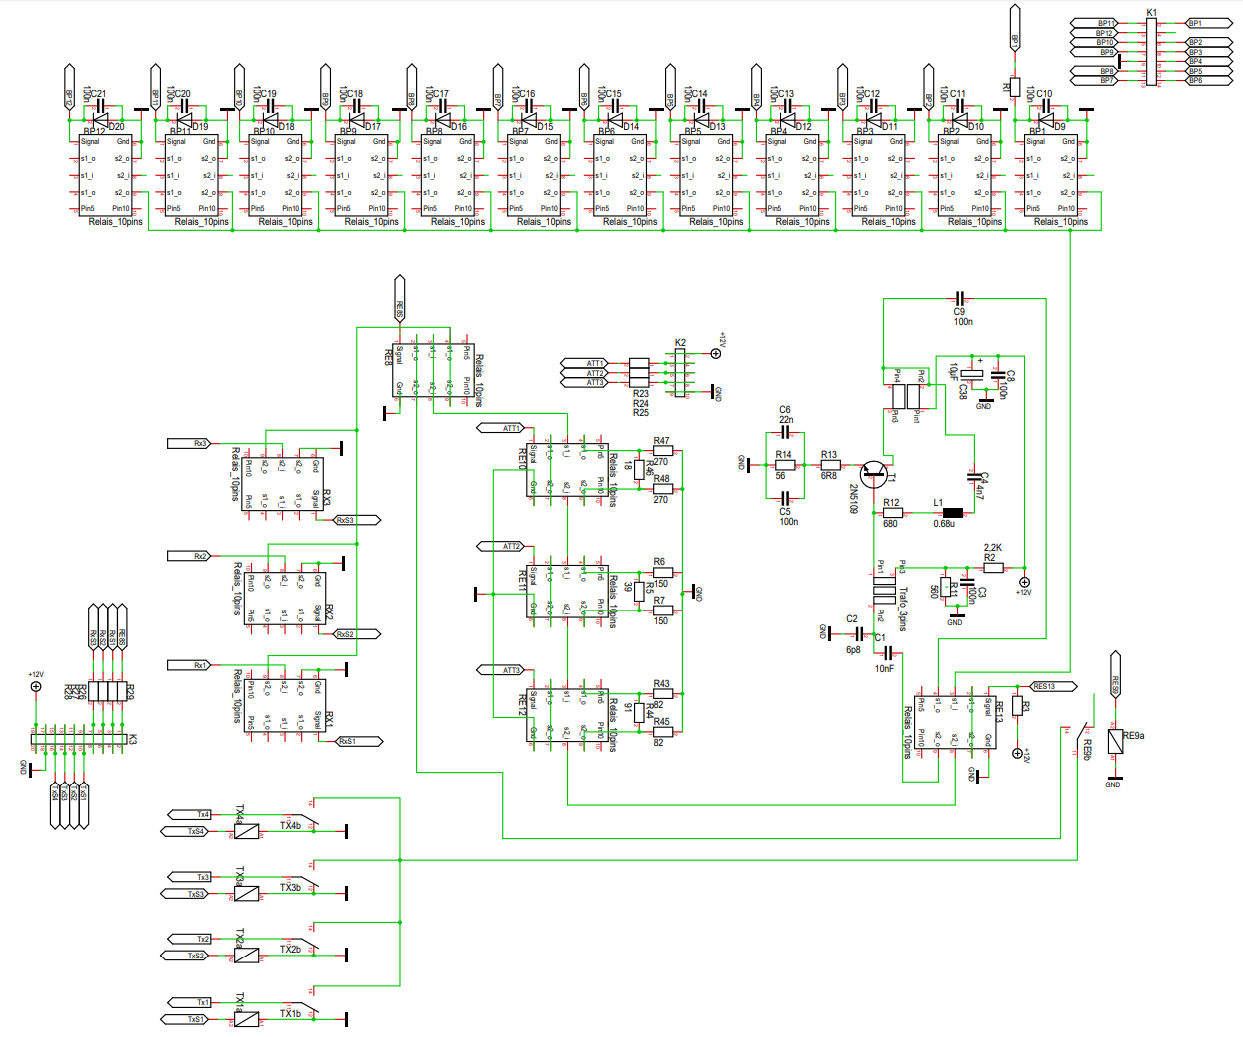 K1
BP11
BP1
BP12
BP10
BP2
BP9
BP3
BP4
BP8
BP5
BP7
BP6
BP1
R1
BP12
BP11
BP10
BP9
BP8
BP7
BP6
BP5
BP4
BP3
BP2
100n C21
100n C20
100n C19
100n C18
100n C17
100n C16
100n C15
100n C14
100n C13
100n C12
100n C11
100n C10
D20 D19 D18 D17 D16 D15 D14 D13 D12 D11 D10 D9
BP12 BP11 BP10 BP9 BP8 BP7 BP6 BP5 BP4 BP3 BP2 BP1
Signal Gnd Signal Gnd Signal Gnd Signal Gnd Signal Gnd Signal Gnd Signal Gnd Signal Gnd Signal Gnd Signal Gnd Signal Gnd Signal Gnd
s1_o s2_o s1_o s2_o s1_o s2_o s1_o s2_o s1_o s2_o s1_o s2_o s1_o s2_o s1_o s2_o s1_o s2_o s1_o s2_o s1_o s2_o s1_o s2_o
s1_i s2_i s1_i s2_i s1_i s2_i s1_i s2_i s1_i s2_i s1_i s2_i s1_i s2_i s1_i s2_i s1_i s2_i s1_i s2_i s1_i s2_i s1_i s2_i
s1_o s2_o s1_o s2_o s1_o s2_o s1_o s2_o s1_o s2_o s1_o s2_o s1_o s2_o s1_o s2_o s1_o s2_o s1_o s2_o s1_o s2_o s1_o s2_o
Pin5 Pin10 Pin5 Pin10 Pin5 Pin10 Pin5 Pin10 Pin5 Pin10 Pin5 Pin10 Pin5 Pin10 Pin5 Pin10 Pin5 Pin10 Pin5 Pin10 Pin5 Pin10 Pin5 Pin10
Relais_10pins Relais_10pins Relais_10pins Relais_10pins Relais_10pins Relais_10pins Relais_10pins Relais_10pins Relais_10pins Relais_10pins Relais_10pins Relais_10pins
RE8S
RE8
Signal
Gnd
Pin5
Pin10
Relais_10pins
K2
+12V
GND
ATT1
ATT2
ATT3
R23
R24
R25
C9
100n
Pin4
Pin2
Pin3
Pin1
10µF
+
C38
C8
100n
GND
C6
22n
GND
R14
56
R13
6R8
C5
100n
T1
2N5109
C4
4n7
R12
680
L1
0.68u
2,2K
R2
+12V
R11
560
C3
100n
GND
Pin1
Pin3
Pin2
Trafo_3pins
C2
6p8
GND
C1
10nF
ATT1
RE10
Signal
Gnd
s1_i
s2_i
Relais_10pins
R47
270
R46
18
R48
270
ATT2
RE11
Signal
Gnd
s1_i
s2_i
Relais_10pins
R6
150
R5
39
R7
150
GND
ATT3
RE12
Signal
Gnd
s1_i
s2_i
Relais_10pins
R43
82
R44
91
R45
82
Rx3
Relais_10pins
Pin10
s2_o
s2_i
s2_o
Gnd
Pin5
s1_o
s1_i
s1_o
Signal
RX3
RxS3
Rx2
Relais_10pins
Pin10
s2_o
s2_i
s2_o
Gnd
Pin5
s1_o
s1_i
s1_o
Signal
RX2
RxS2
Rx1
Relais_10pins
Pin10
s2_o
s2_i
s2_o
Gnd
Pin5
s1_o
s1_i
s1_o
Signal
RX1
RxS1
RxS3
RxS2
RxS1
RE8S
R28
R29
+12V
K3
GND
TxS4
TxS3
TxS2
TxS1
RES13
R3
+12V
RE13
Relais_10pins
Pin5
s1_o
s1_i
Signal
Pin10
s2_o
s2_i
Gnd
GND
RES9
RE9b
RE9a
GND
Tx4
TxS4
TX4a
TX4b
Tx3
TxS3
TX3a
TX3b
Tx2
TxS2
TX2a
TX2b
Tx1
TxS1
TX1a
TX1b